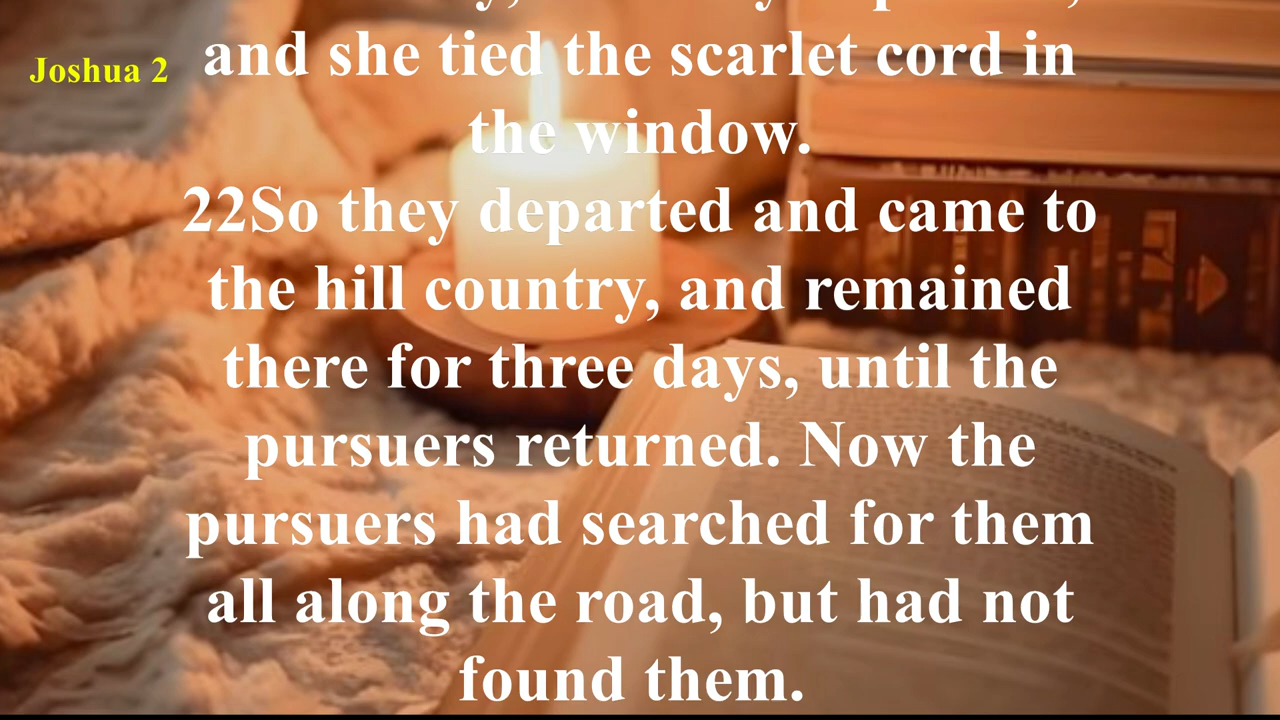 Joshua 2
and she tied the scarlet cord in
the window.
22So they departed and came to
the hill country, and remained
there for three days, until the
pursuers returned. Now the
pursuers had searched for them
all along the road, but had not
found them.